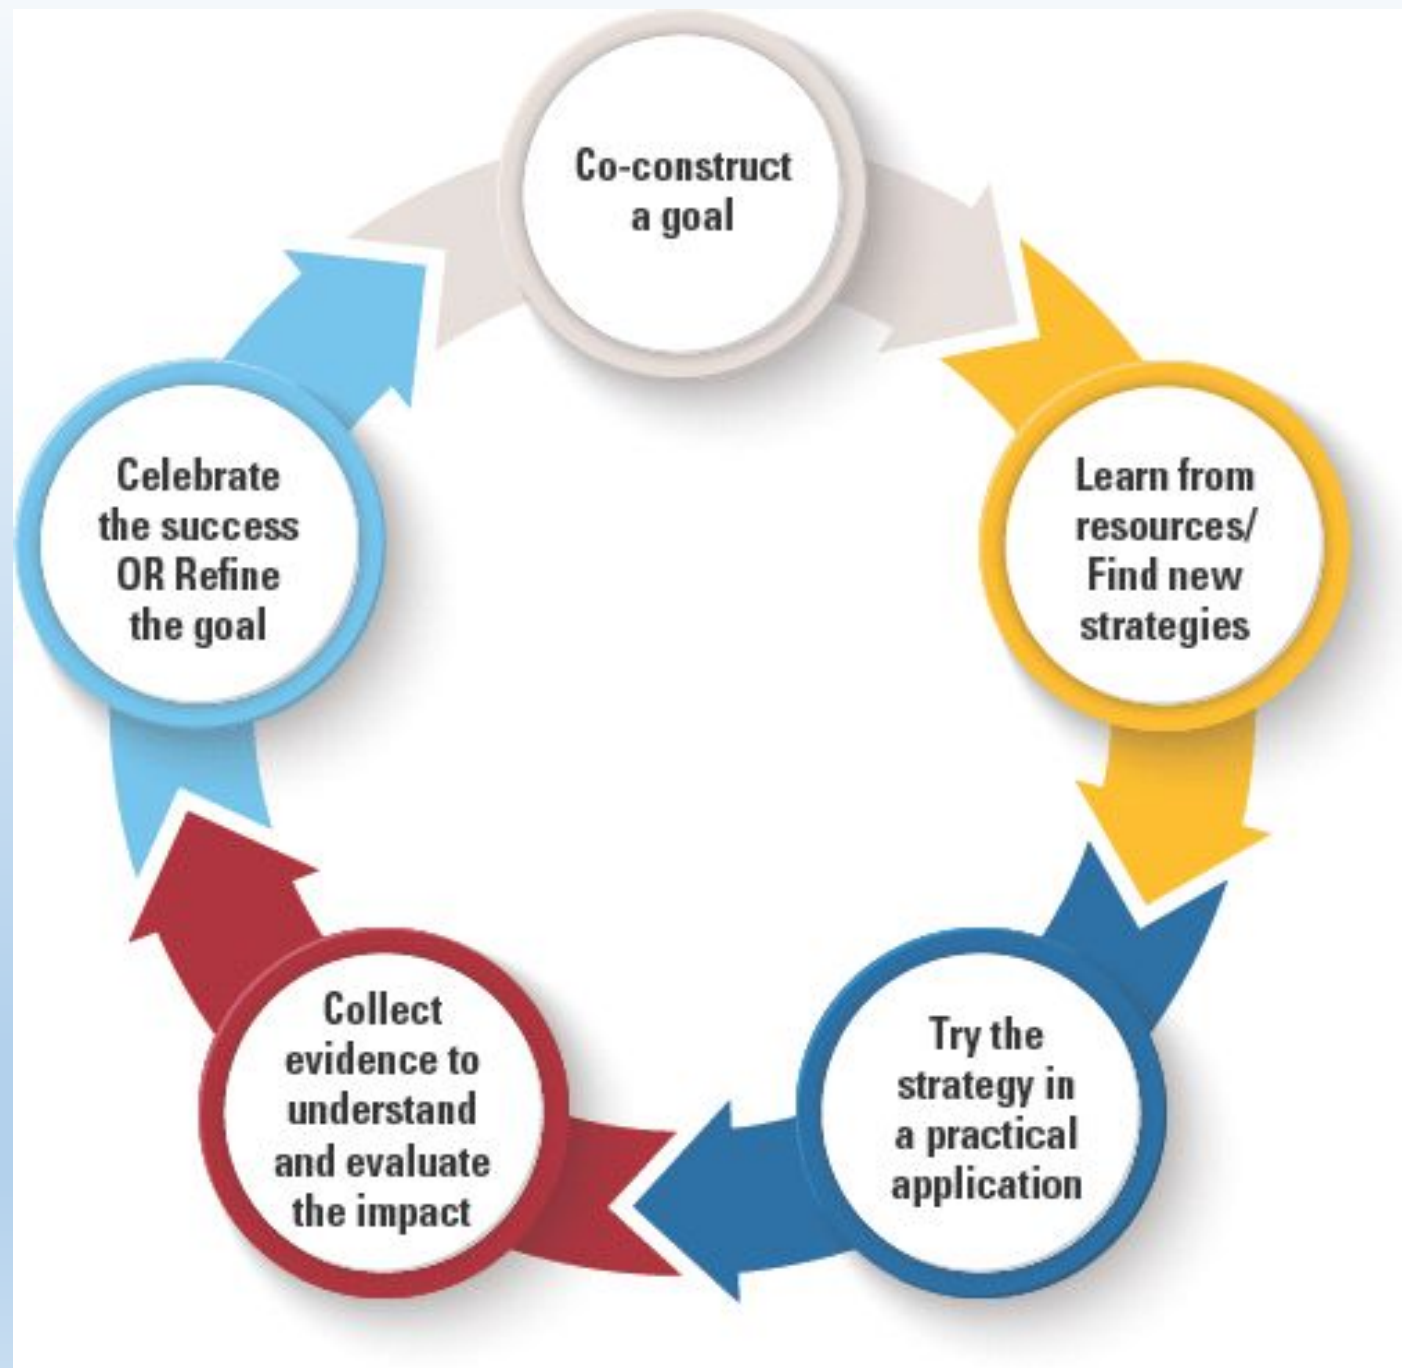 Co-construct
a goal
Learn from
resources/
Find new
strategies
Try the
strategy in
a practical
application
Collect
evidence to
understand
and evaluate
the impact
Celebrate
the success
OR Refine
the goal